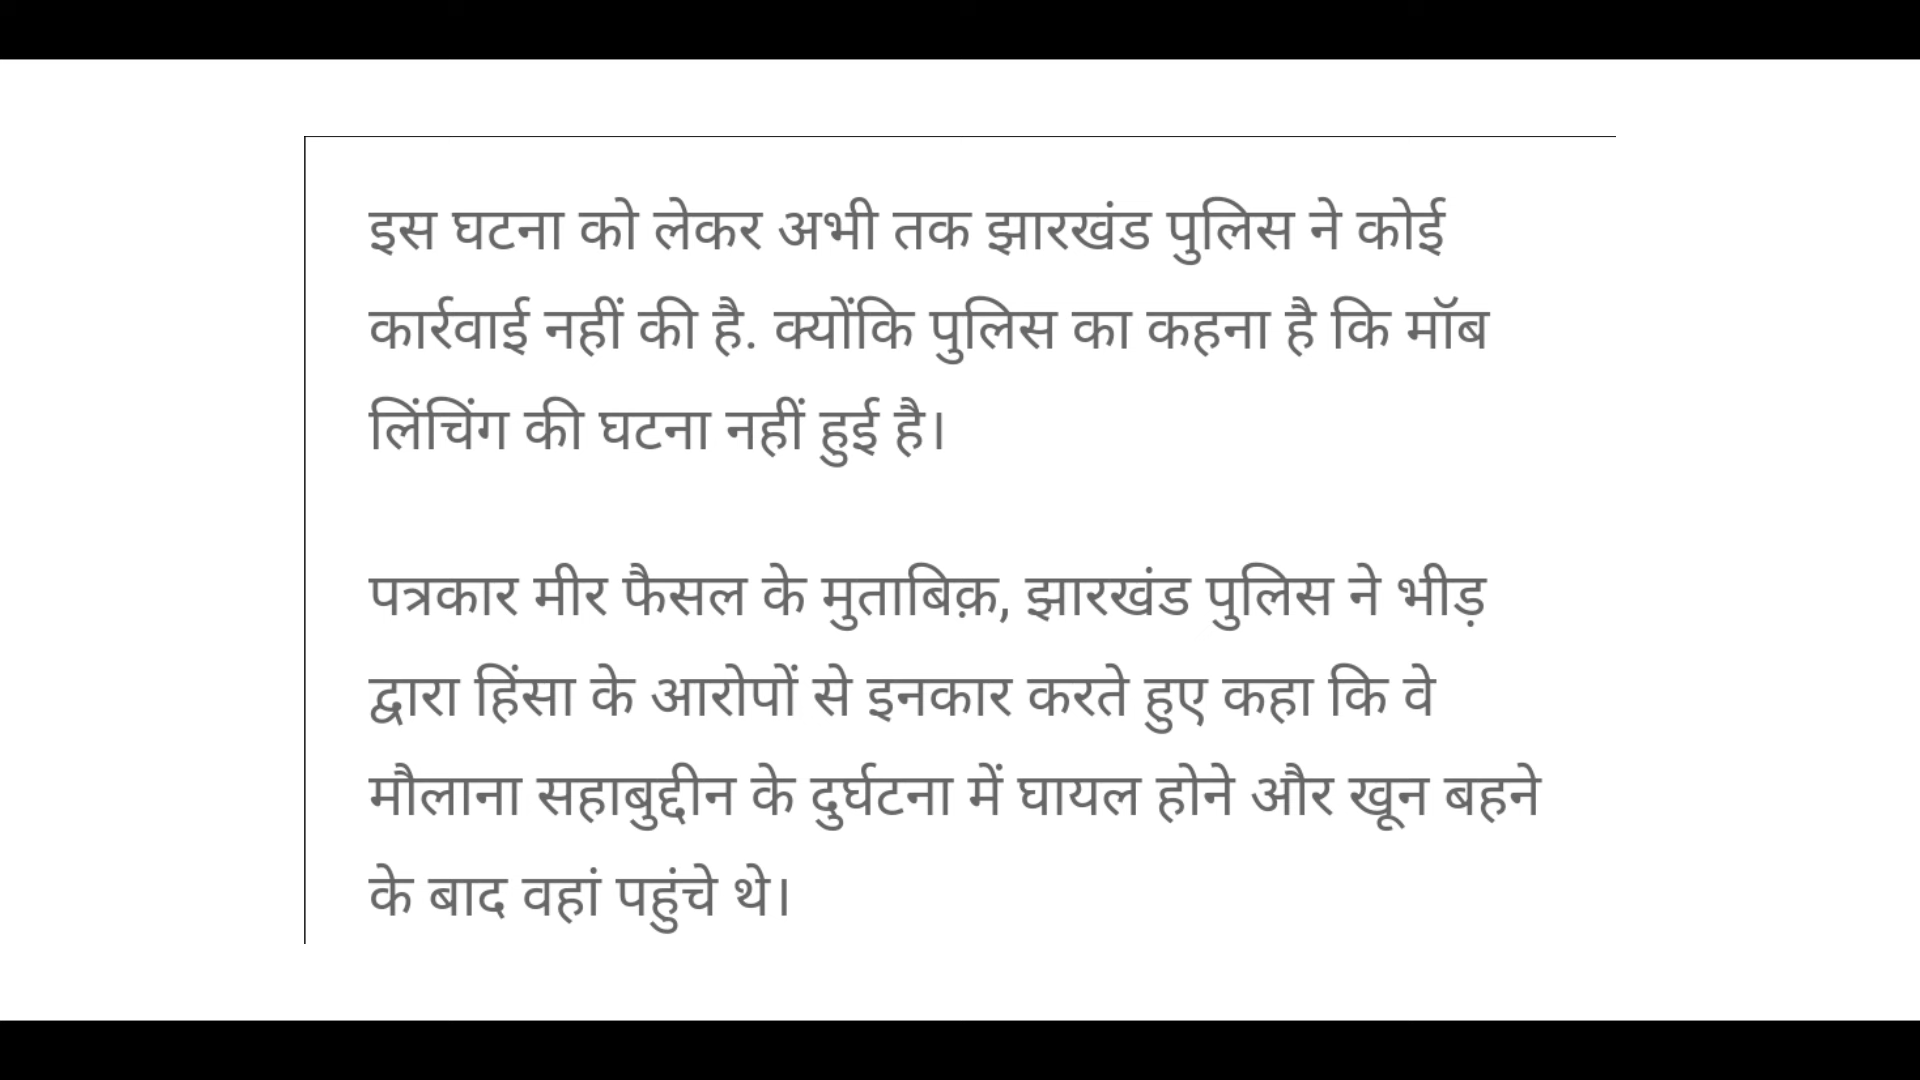 इस घटना को लेकर अभी तक झारखंड पुलिस ने कोई
कार्रवाई नहीं की है. क्योंकि पुलिस का कहना है कि मॉब
लिंचिंग की घटना नहीं हुई है।
पत्रकार मीर फैसल के मुताबिक़, झारखंड पुलिस ने भीड़
द्वारा हिंसा के आरोपों से इनकार करते हुए कहा कि वे
मौलाना सहाबुद्दीन के दुर्घटना में घायल होने और खून बहने
के बाद वहां पहुंचे थे।